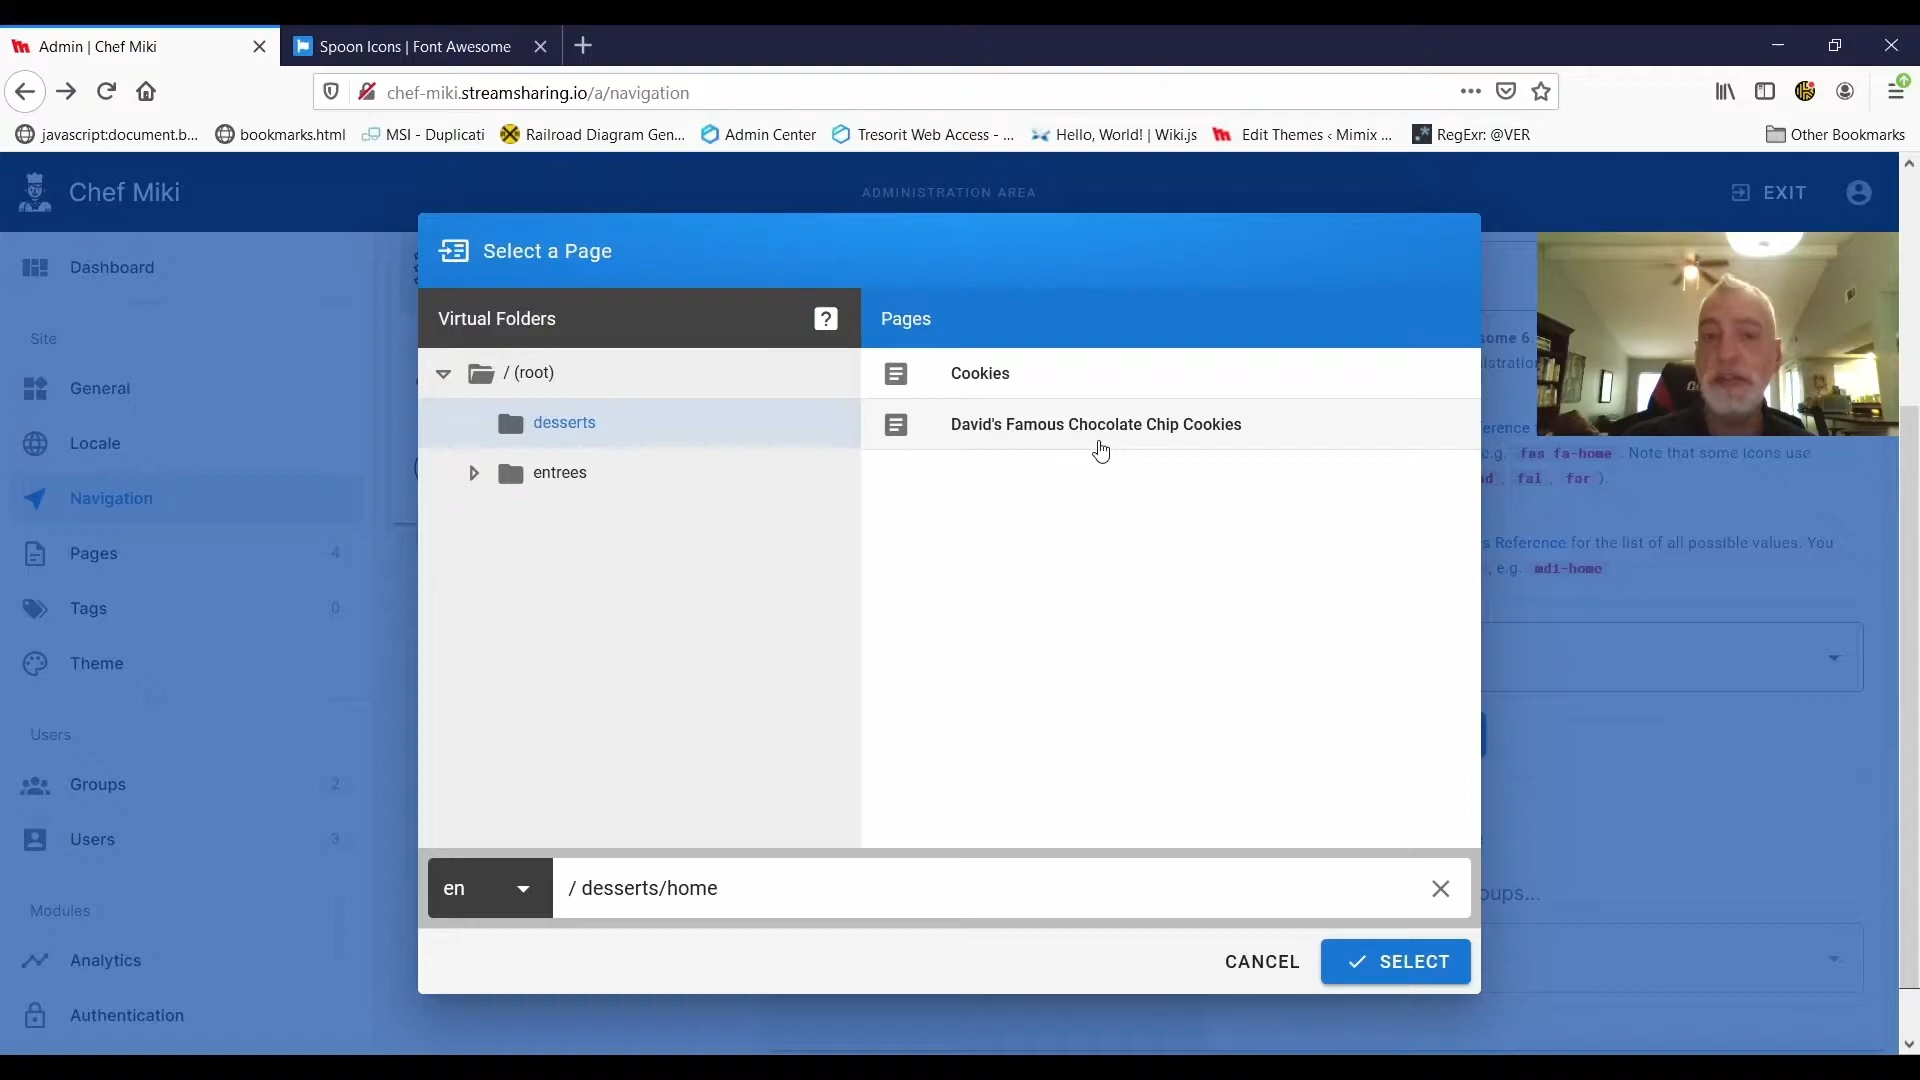 Admin | Chef Miki
Spoon Icons | Font Awesome
chef-miki.streamsharing.io/a/navigation
javascript:document.b...
bookmarks.html
MSI - Duplicati
Railroad Diagram Gen...
Admin Center
Tresorit Web Access - ...
Hello, World! | Wiki.js
Edit Themes ‹ Mimix ...
RegExr: @VER
Other Bookmarks
Chef Miki
ADMINISTRATION AREA
EXIT
Select a Page
Dashboard
Virtual Folders
?
Pages
Site
/ (root)
Cookies
General
desserts
David's Famous Chocolate Chip Cookies
Locale
entrees
e.g. fas fa-home . Note that some icons use
, fal , far ).
Navigation
Pages 4
s Reference for the list of all possible values. You
, e.g. mdi-home
Tags 0
Theme
Users
Groups 2
Users 3
en
/ desserts/home
Modules
Analytics
CANCEL
SELECT
Authentication